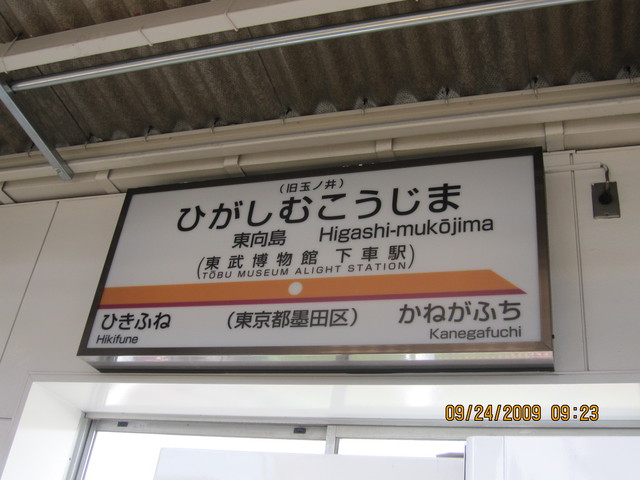 (旧玉ノ井)
ひがしむこうじま
東向島 Higashi-mukōjima
(東武博物館 下車駅)
TŌBU MUSEUM ALIGHT STATION
ひきふね (東京都墨田区) かねがふち
Hikifune Kanegafuchi
09/24/2009 09:23